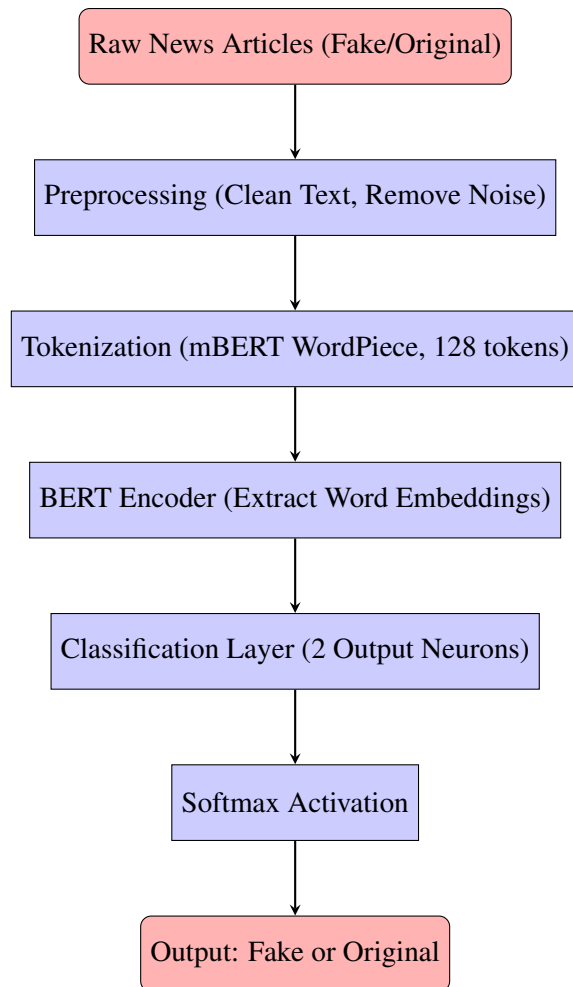 Raw News Articles (Fake/Original)
Preprocessing (Clean Text, Remove Noise)
Tokenization (mBERT WordPiece, 128 tokens)
BERT Encoder (Extract Word Embeddings)
Classification Layer (2 Output Neurons)
Softmax Activation
Output: Fake or Original